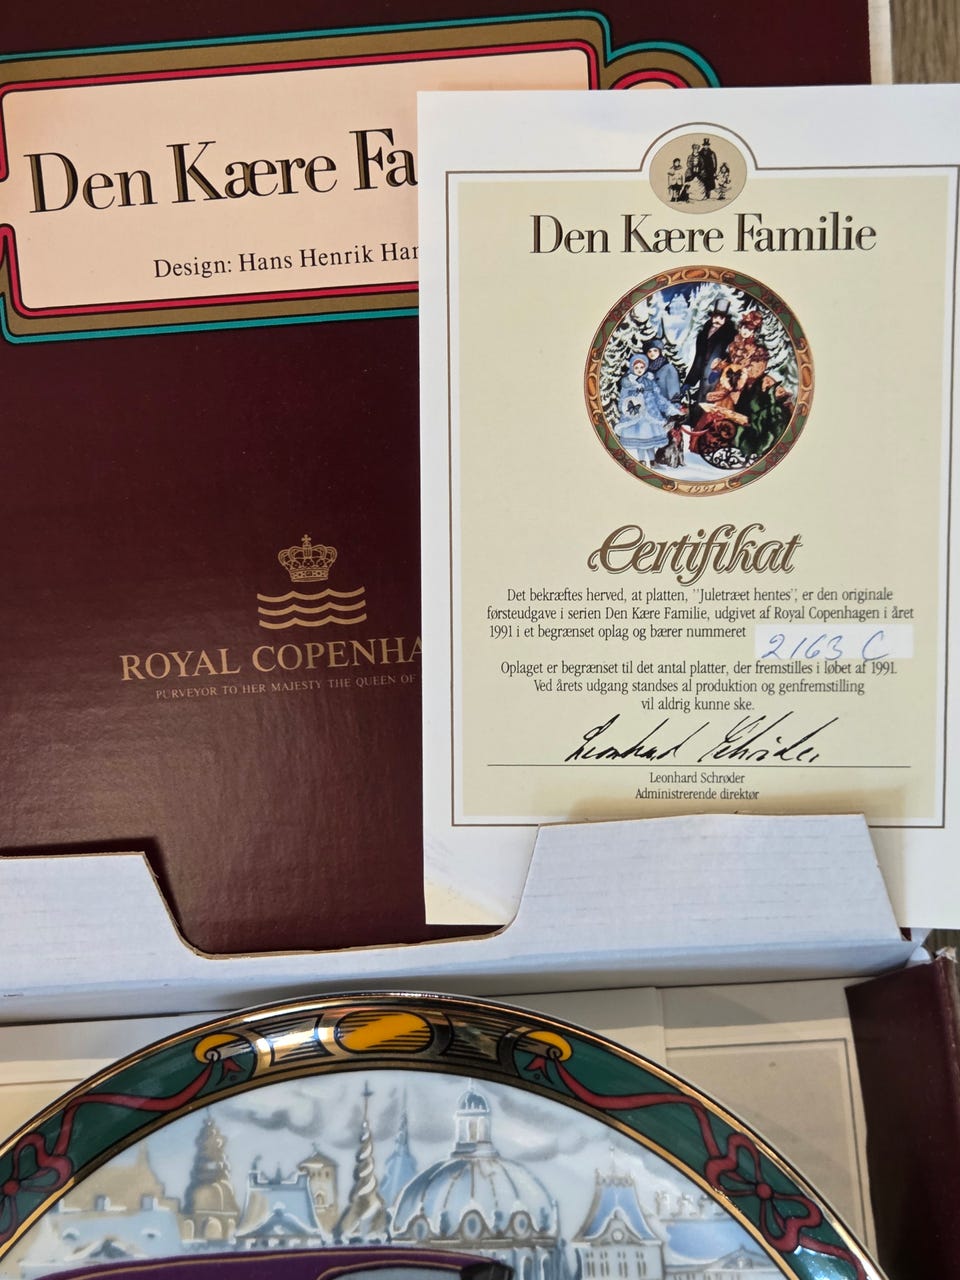 Den Kære Fa
Design: Hans Henrik Han
ROYAL COPENHA
PURVEYOR TO HER MAJESTY THE QUEEN OF
Den Kære Familie
1991
Certifikat
Det bekræftes herved, at platten, "Juletræet hentes", er den originale
førsteudgave i serien Den Kære Familie, udgivet af Royal Copenhagen i året
1991 i et begrænset oplag og bærer nummeret 2163 C
Oplaget er begrænset til det antal platter, der fremstilles i løbet af 1991.
Ved årets udgang standses al produktion og genfremstilling
vil aldrig kunne ske.
Leonhard Schrøder
Leonhard Schrøder
Administrerende direktør